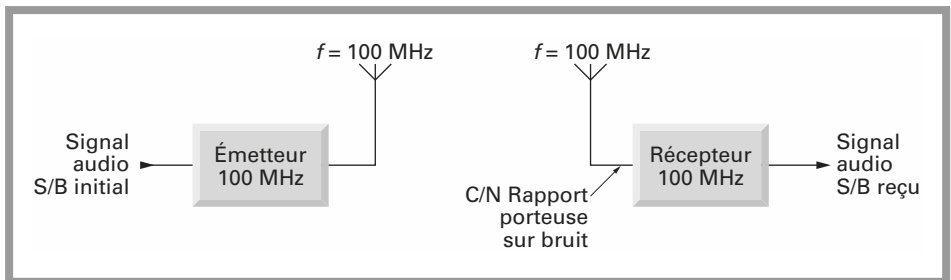 f = 100 MHz
f = 100 MHz
Signal
audio
S/B initial
Émetteur
100 MHz
C/N Rapport
porteuse
sur bruit
Récepteur
100 MHz
Signal
audio
S/B reçu